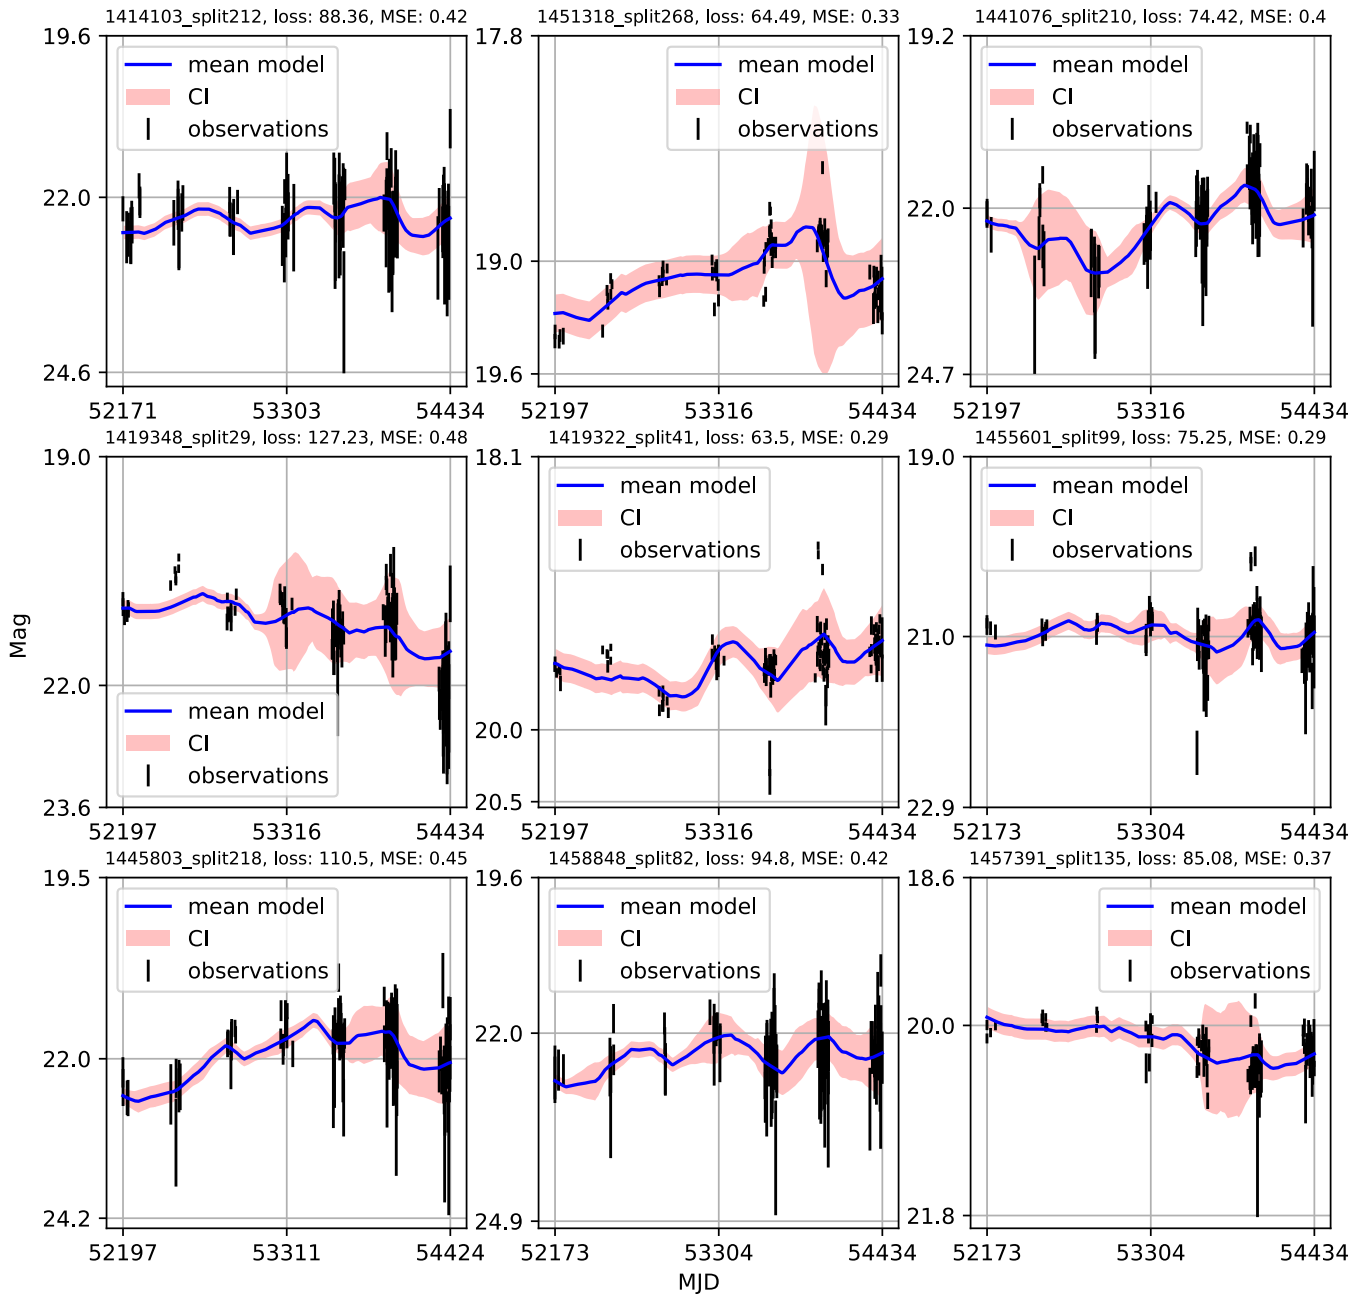 1414103_split212, loss: 88.36, MSE: 0.42
19.6
22.0
24.6
mean model
CI
observations
52171
53303
54434
1451318_split268, loss: 64.49, MSE: 0.33
17.8
19.0
19.6
mean model
CI
observations
52197
53316
54434
1441076_split210, loss: 74.42, MSE: 0.4
19.2
22.0
24.7
mean model
CI
observations
52197
53316
54434
Mag
1419348_split29, loss: 127.23, MSE: 0.48
19.0
22.0
23.6
mean model
CI
observations
52197
53316
54434
1419322_split41, loss: 63.5, MSE: 0.29
18.1
20.0
20.5
mean model
CI
observations
52197
53316
54434
1455601_split99, loss: 75.25, MSE: 0.29
19.0
21.0
22.9
mean model
CI
observations
52173
53304
54434
1445803_split218, loss: 110.5, MSE: 0.45
19.5
22.0
24.2
mean model
CI
observations
52197
53311
54424
1458848_split82, loss: 94.8, MSE: 0.42
19.6
22.0
24.9
mean model
CI
observations
52173
53304
54434
1457391_split135, loss: 85.08, MSE: 0.37
18.6
20.0
21.8
mean model
CI
observations
52173
53304
54434
MJD